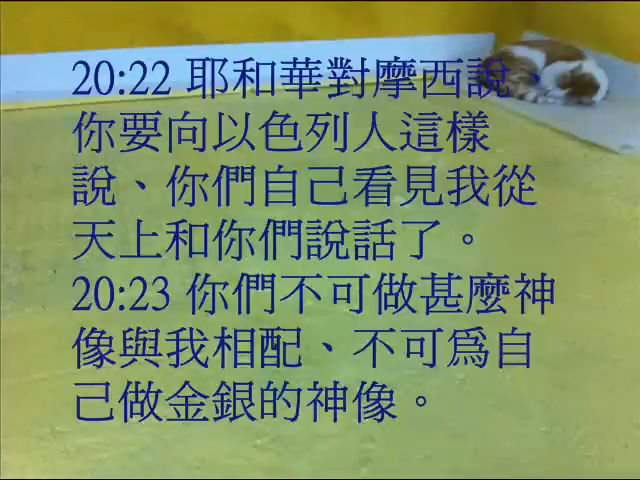 20:22 耶和華對摩西說、
你要向以色列人這樣
說、你們自己看見我從
天上和你們說話了。
20:23 你們不可做甚麼神
像與我相配、不可為自
己做金銀的神像。